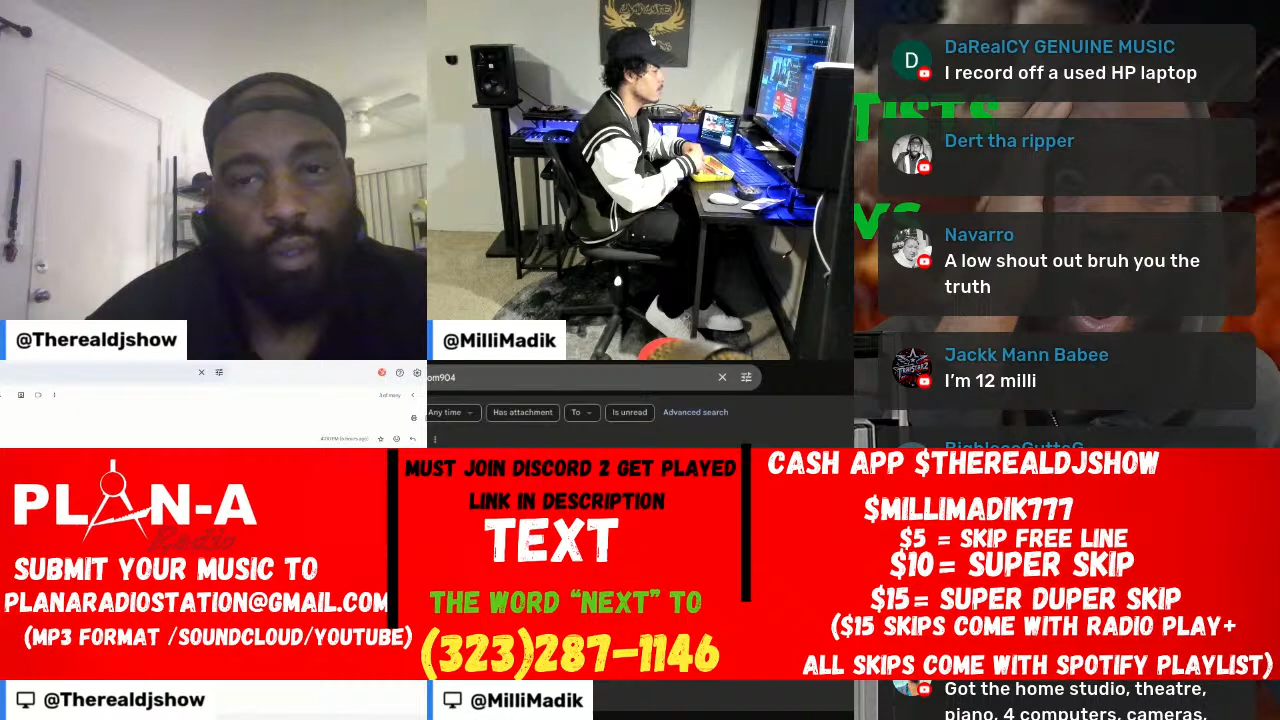 @Therealdjshow
@MilliMadik
DaRealCY GENUINE MUSIC
I record off a used HP laptop
TISTS
Dert tha ripper
Navarro
A low shout out bruh you the
truth
Jackk Mann Babee
I'm 12 milli
om904
Any time
Has attachment
To
Is unread
Advanced search
PLAN-A
Radio
SUBMIT YOUR MUSIC TO
PLANARADIOSTATION@GMAIL.COM
(MP3 FORMAT /SOUNDCLOUD/YOUTUBE)
MUST JOIN DISCORD 2 GET PLAYED
LINK IN DESCRIPTION
TEXT
THE WORD “NEXT” TO
(323)287-1146
CASH APP $THEREALDJSHOW
$MILLIMADIK777
$5 = SKIP FREE LINE
$10 = SUPER SKIP
$15 = SUPER DUPER SKIP
($15 SKIPS COME WITH RADIO PLAY+
ALL SKIPS COME WITH SPOTIFY PLAYLIST)
@Therealdjshow
@MilliMadik
Got the home studio, theatre,
piano, 4 computers, cameras,